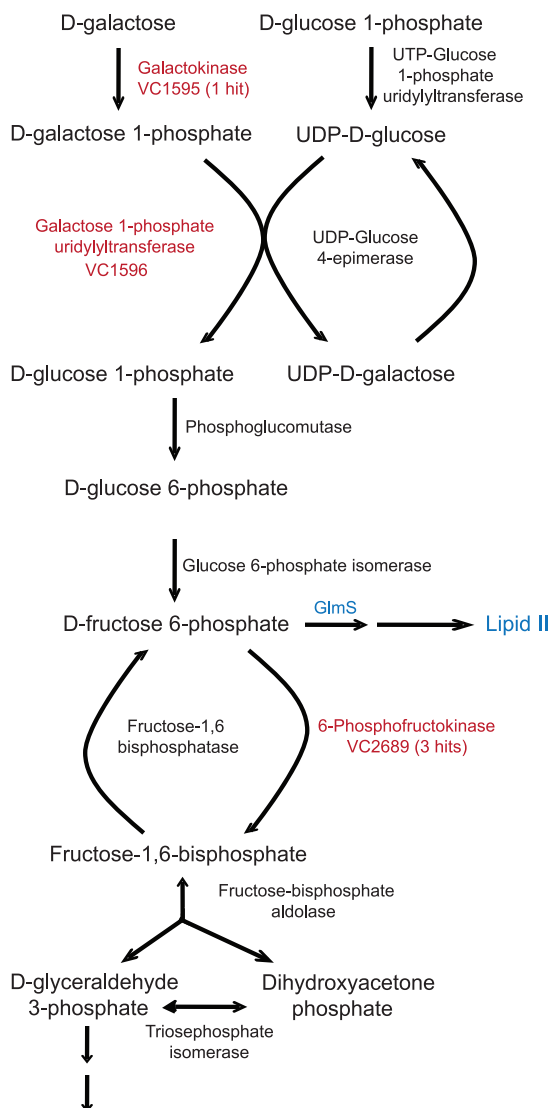 D-galactose
D-glucose 1-phosphate
Galactokinase
VC1595 (1 hit)
UTP-Glucose
1-phosphate
uridylyltransferase
D-galactose 1-phosphate
UDP-D-glucose
Galactose 1-phosphate
uridylyltransferase
VC1596
UDP-Glucose
4-epimerase
D-glucose 1-phosphate
UDP-D-galactose
Phosphoglucomutase
D-glucose 6-phosphate
Glucose 6-phosphate isomerase
D-fructose 6-phosphate
GlmS
Lipid II
Fructose-1,6
bisphosphatase
6-Phosphofructokinase
VC2689 (3 hits)
Fructose-1,6-bisphosphate
Fructose-bisphosphate
aldolase
D-glyceraldehyde
3-phosphate
Dihydroxyacetone
phosphate
Triosephosphate
isomerase